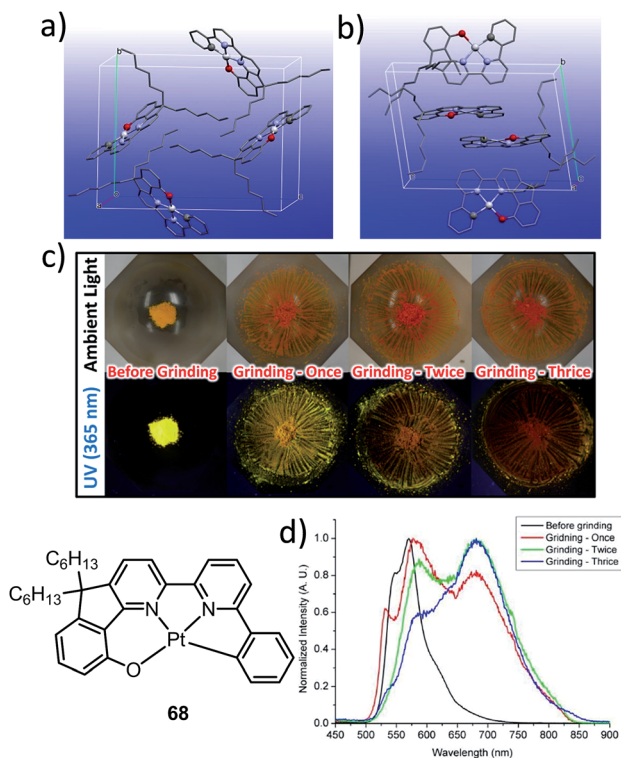 a)
b)
b
a
c
b
a
c)
Ambient Light
Before Grinding
Grinding - Once
Grinding - Twice
Grinding - Thrice
UV (365 nm)
C6H13
C6H13
N
N
Pt
O
68
d)
Before grinding
Gridning - Once
Grinding - Twice
Grinding - Thrice
Normalized Intensity (A. U.)
1.0
0.8
0.6
0.4
0.2
0.0
450 500 550 600 650 700 750 800 850 900
Wavelength (nm)